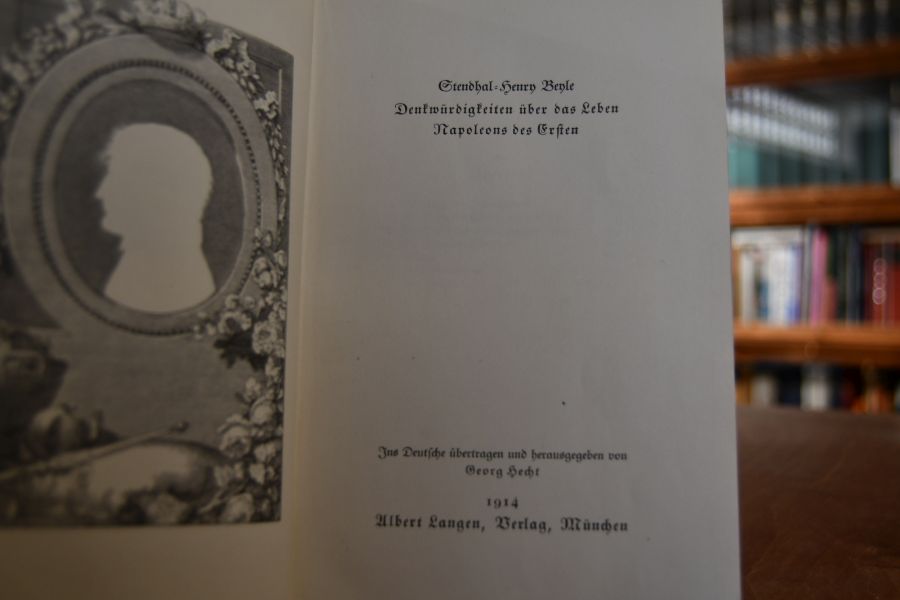 Stendhal-Henry Beyle
Denkwürdigkeiten über das Leben
Napoleons des Ersten
Ins Deutsche übertragen und herausgegeben von
Georg Hecht
1914
Albert Langen, Verlag, München